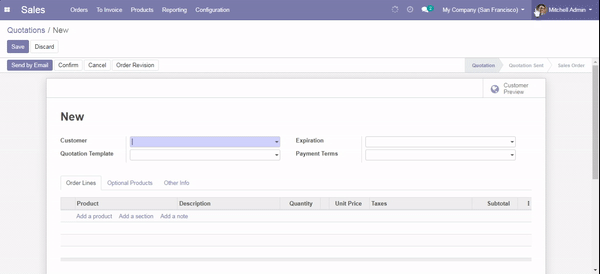 Sales Orders To Invoice Products Reporting Configuration 2 My Company (San Francisco) Mitchell Admin
Quotations / New
Save Discard
Send by Email Confirm Cancel Order Revision Quotation Quotation Sent Sales Order
Customer
Preview
New
Customer Expiration
Quotation Template Payment Terms
Order Lines Optional Products Other Info
Product Description Quantity Unit Price Taxes Subtotal
Add a product Add a section Add a note